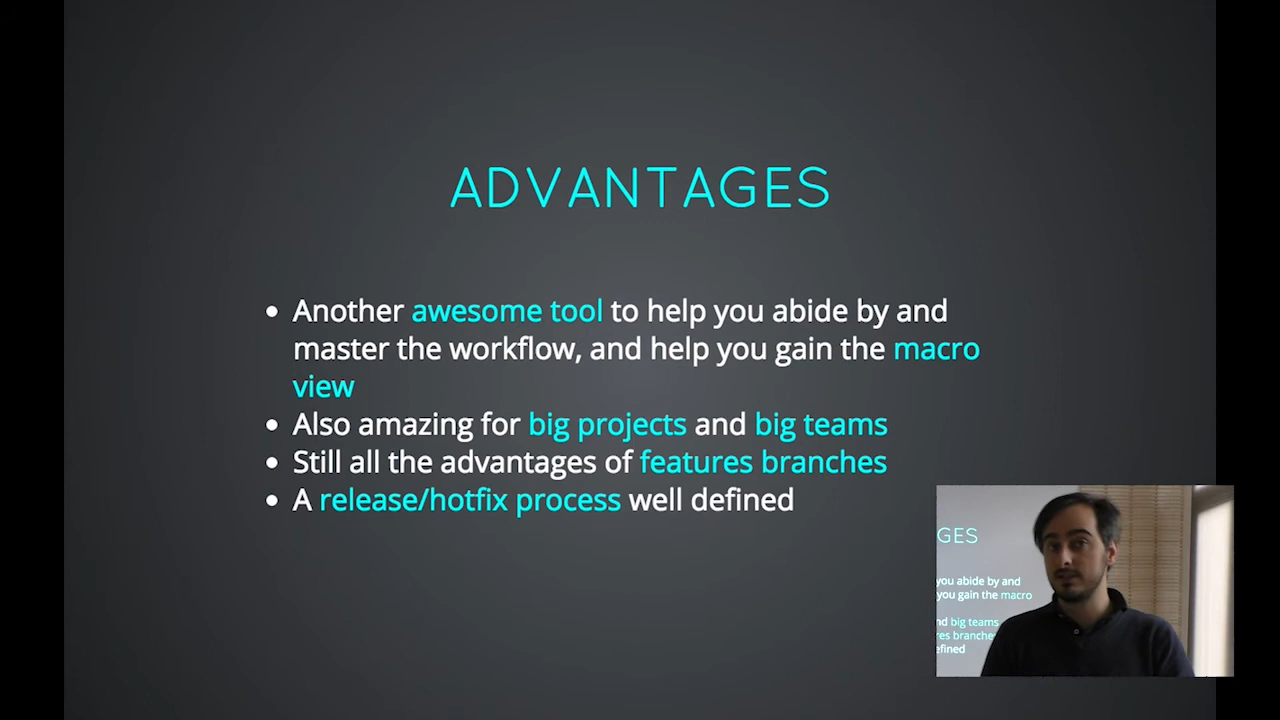 ADVANTAGES
• Another awesome tool to help you abide by and
master the workflow, and help you gain the macro
view
• Also amazing for big projects and big teams
• Still all the advantages of features branches
• A release/hotfix process well defined
GES
you abide by and
you gain the macro
nd big teams
res branche
efined